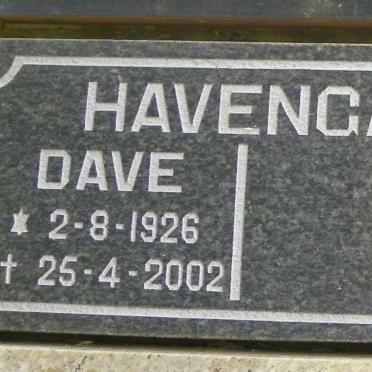 HAVENGA
DAVE
* 2-8-1926
† 25-4-2002